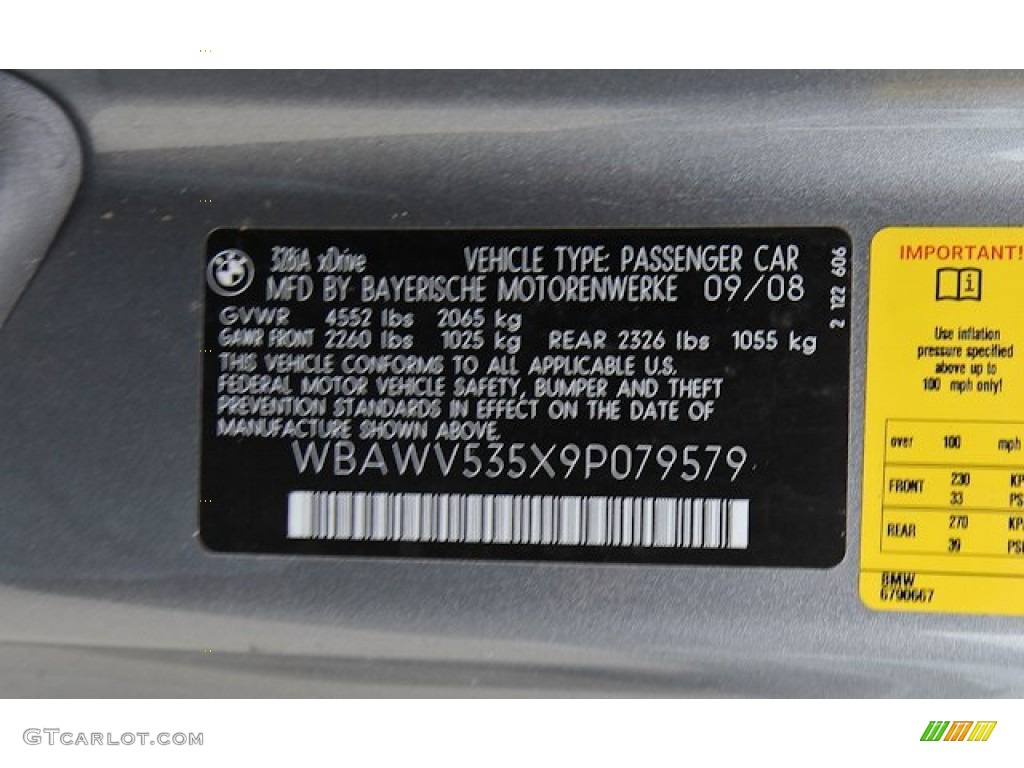 328iA xDrive VEHICLE TYPE: PASSENGER CAR
MFD BY BAYERISCHE MOTORENWERKE 09/08
GVWR 4552 lbs 2065 kg
GAWR FRONT 2260 lbs 1025 kg REAR 2326 lbs 1055 kg
THIS VEHICLE CONFORMS TO ALL APPLICABLE U.S.
FEDERAL MOTOR VEHICLE SAFETY, BUMPER AND THEFT
PREVENTION STANDARDS IN EFFECT ON THE DATE OF
MANUFACTURE SHOWN ABOVE.
WBAWV535X9P079579
2 122 606
IMPORTANT!
Use inflation
pressure specified
above up to
100 mph only!
over 100 mph
FRONT 230 KP
33 PS
REAR 270 KP
39 PSI
BMW
6790667
GTCARLOT.COM